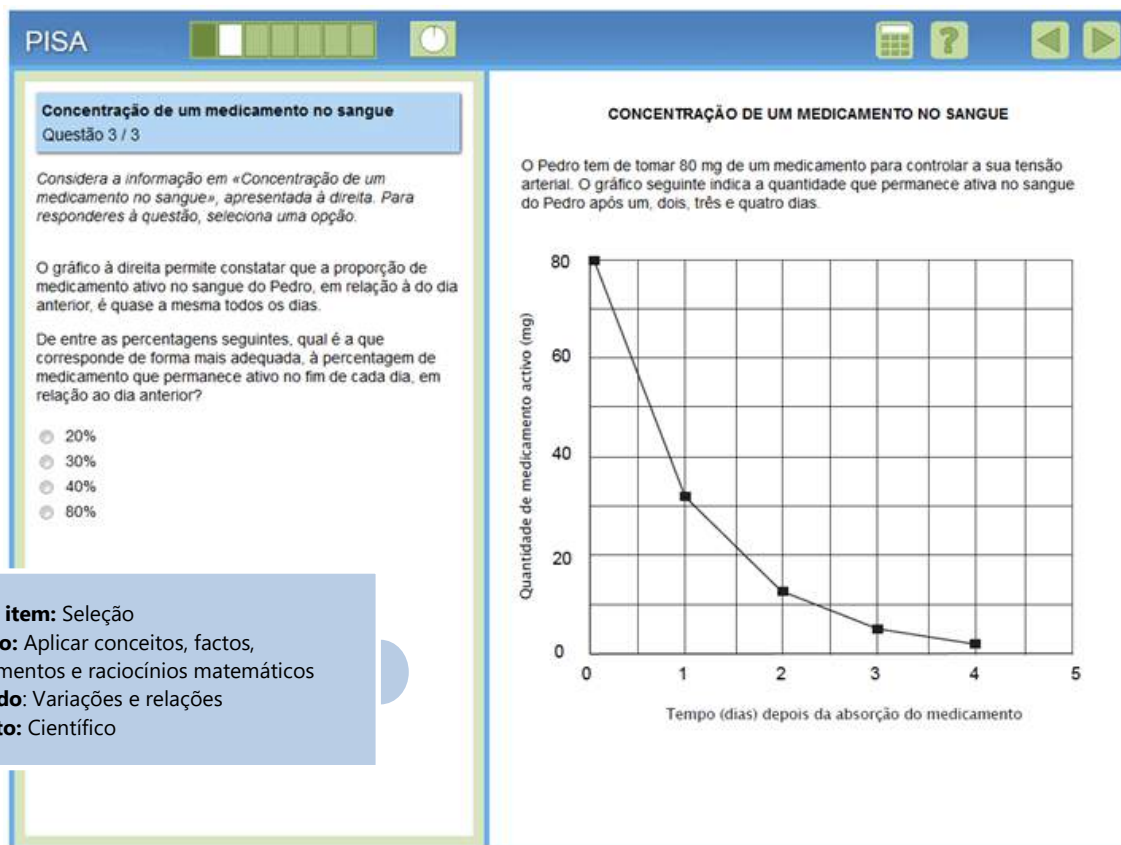 PISA
Concentração de um medicamento no sangue
Questão 3 / 3
Considera a informação em «Concentração de um
medicamento no sangue», apresentada à direita. Para
responderes à questão, seleciona uma opção.
O gráfico à direita permite constatar que a proporção de
medicamento ativo no sangue do Pedro, em relação à do dia
anterior, é quase a mesma todos os dias.
De entre as percentagens seguintes, qual é a que
corresponde de forma mais adequada, à percentagem de
medicamento que permanece ativo no fim de cada dia, em
relação ao dia anterior?
20%
30%
40%
80%
item: Seleção
o: Aplicar conceitos, factos,
mentos e raciocínios matemáticos
do: Variações e relações
to: Científico
?
CONCENTRAÇÃO DE UM MEDICAMENTO NO SANGUE
O Pedro tem de tomar 80 mg de um medicamento para controlar a sua tensão
arterial. O gráfico seguinte indica a quantidade que permanece ativa no sangue
do Pedro após um, dois, três e quatro dias.
Quantidade de medicamento activo (mg)
80
60
40
20
0
0 1 2 3 4 5
Tempo (dias) depois da absorção do medicamento